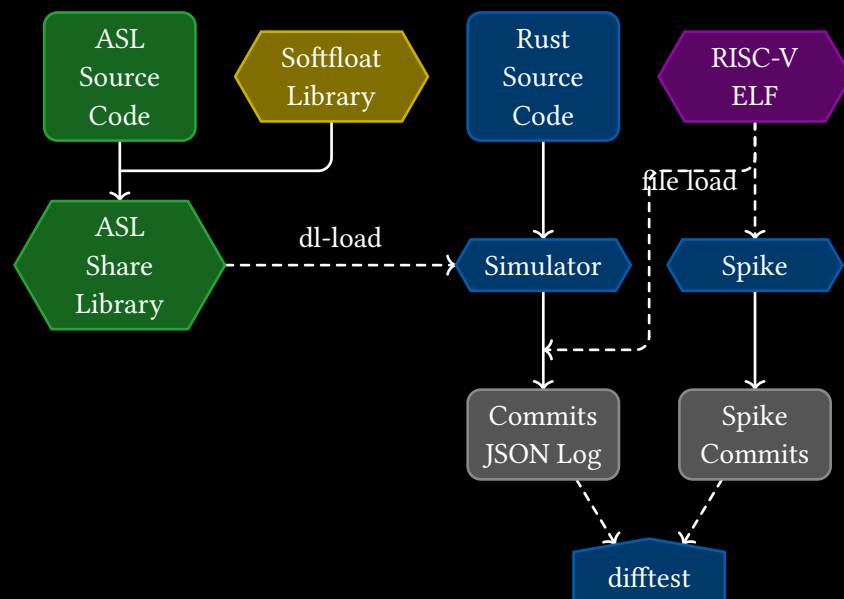 ASL
Source
Code
Softfloat
Library
Rust
Source
Code
RISC-V
ELF
file load
ASL
Share
Library
dl-load
Simulator
Spike
Commits
JSON Log
Spike
Commits
difftest